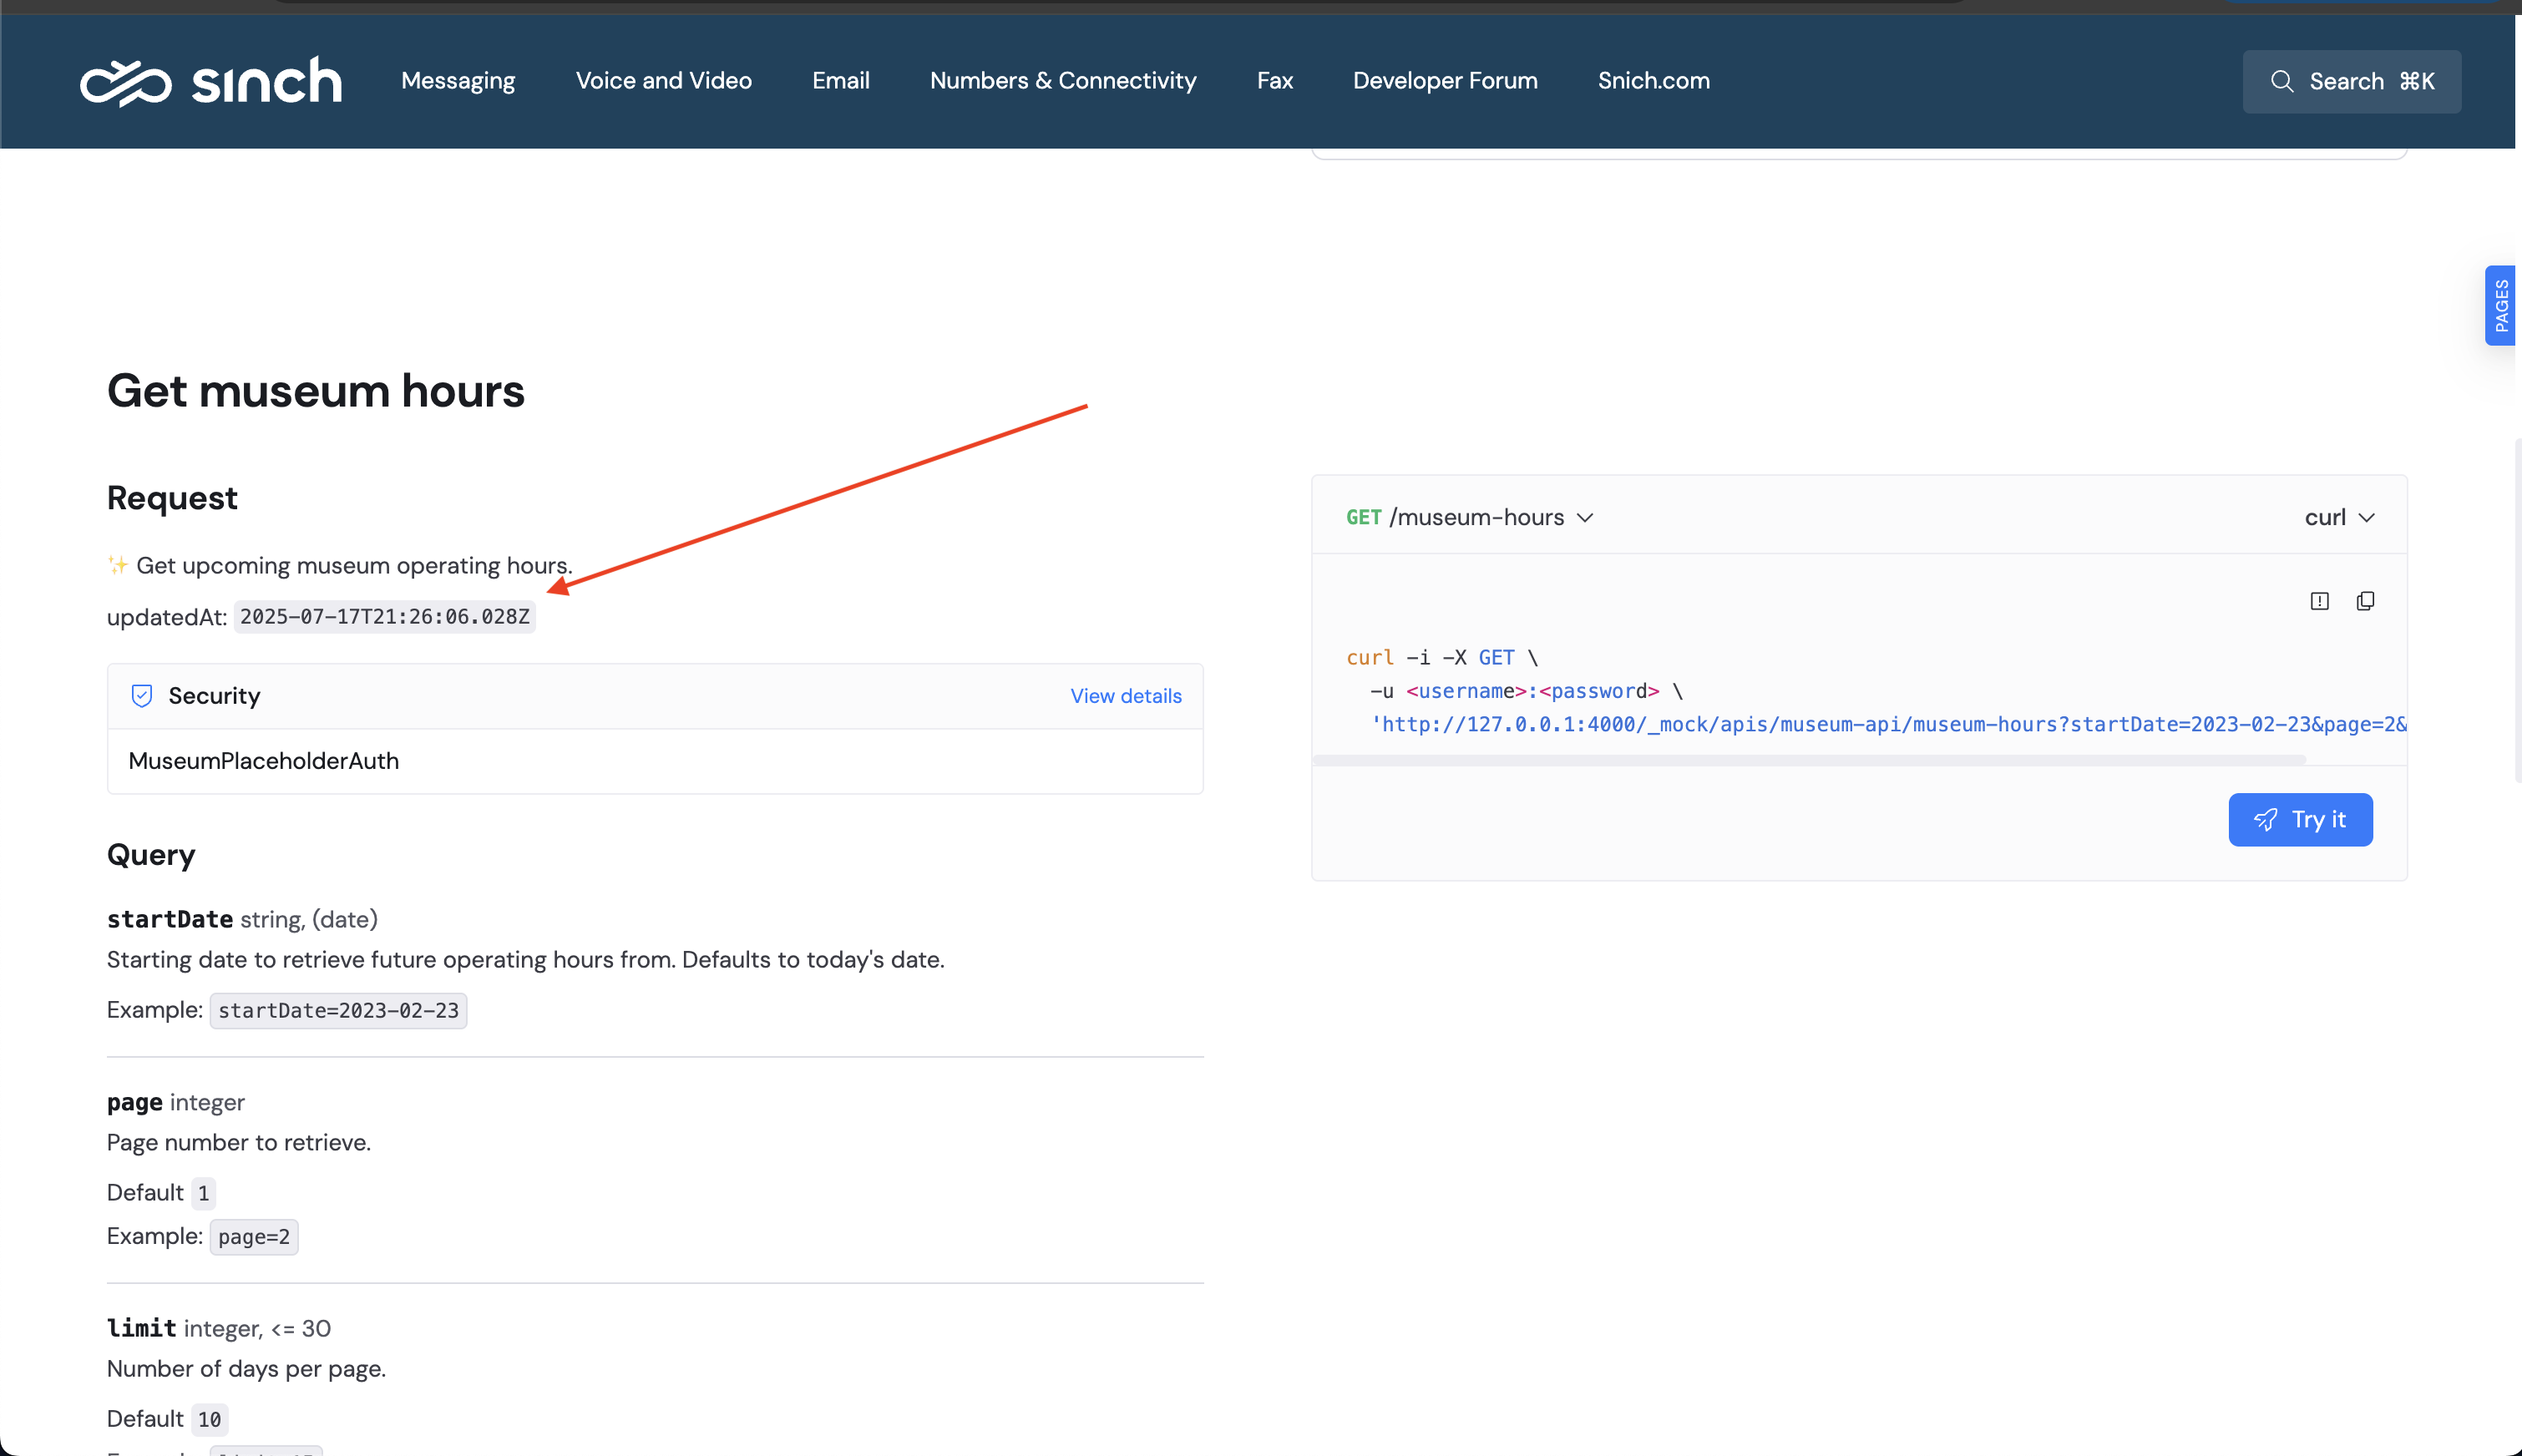 sinch Messaging Voice and Video Email Numbers & Connectivity Fax Developer Forum Snich.com Search ⌘K
PAGES
Get museum hours
Request
✨ Get upcoming museum operating hours.
updatedAt: 2025-07-17T21:26:06.028Z
Security View details
MuseumPlaceholderAuth
Query
startDate string, (date)
Starting date to retrieve future operating hours from. Defaults to today's date.
Example: startDate=2023-02-23
page integer
Page number to retrieve.
Default 1
Example: page=2
limit integer, <= 30
Number of days per page.
Default 10
GET /museum-hours curl
curl -i -X GET \
-u <username>:<password> \
'http://127.0.0.1:4000/_mock/apis/museum-api/museum-hours?startDate=2023-02-23&page=2&
Try it